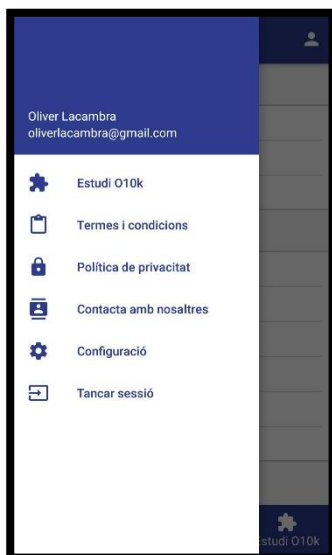 Oliver Lacambra
oliverlacambra@gmail.com
Estudi O10k
Termes i condicions
Política de privacitat
Contacta amb nosaltres
Configuració
Tancar sessió
Estudi O10k